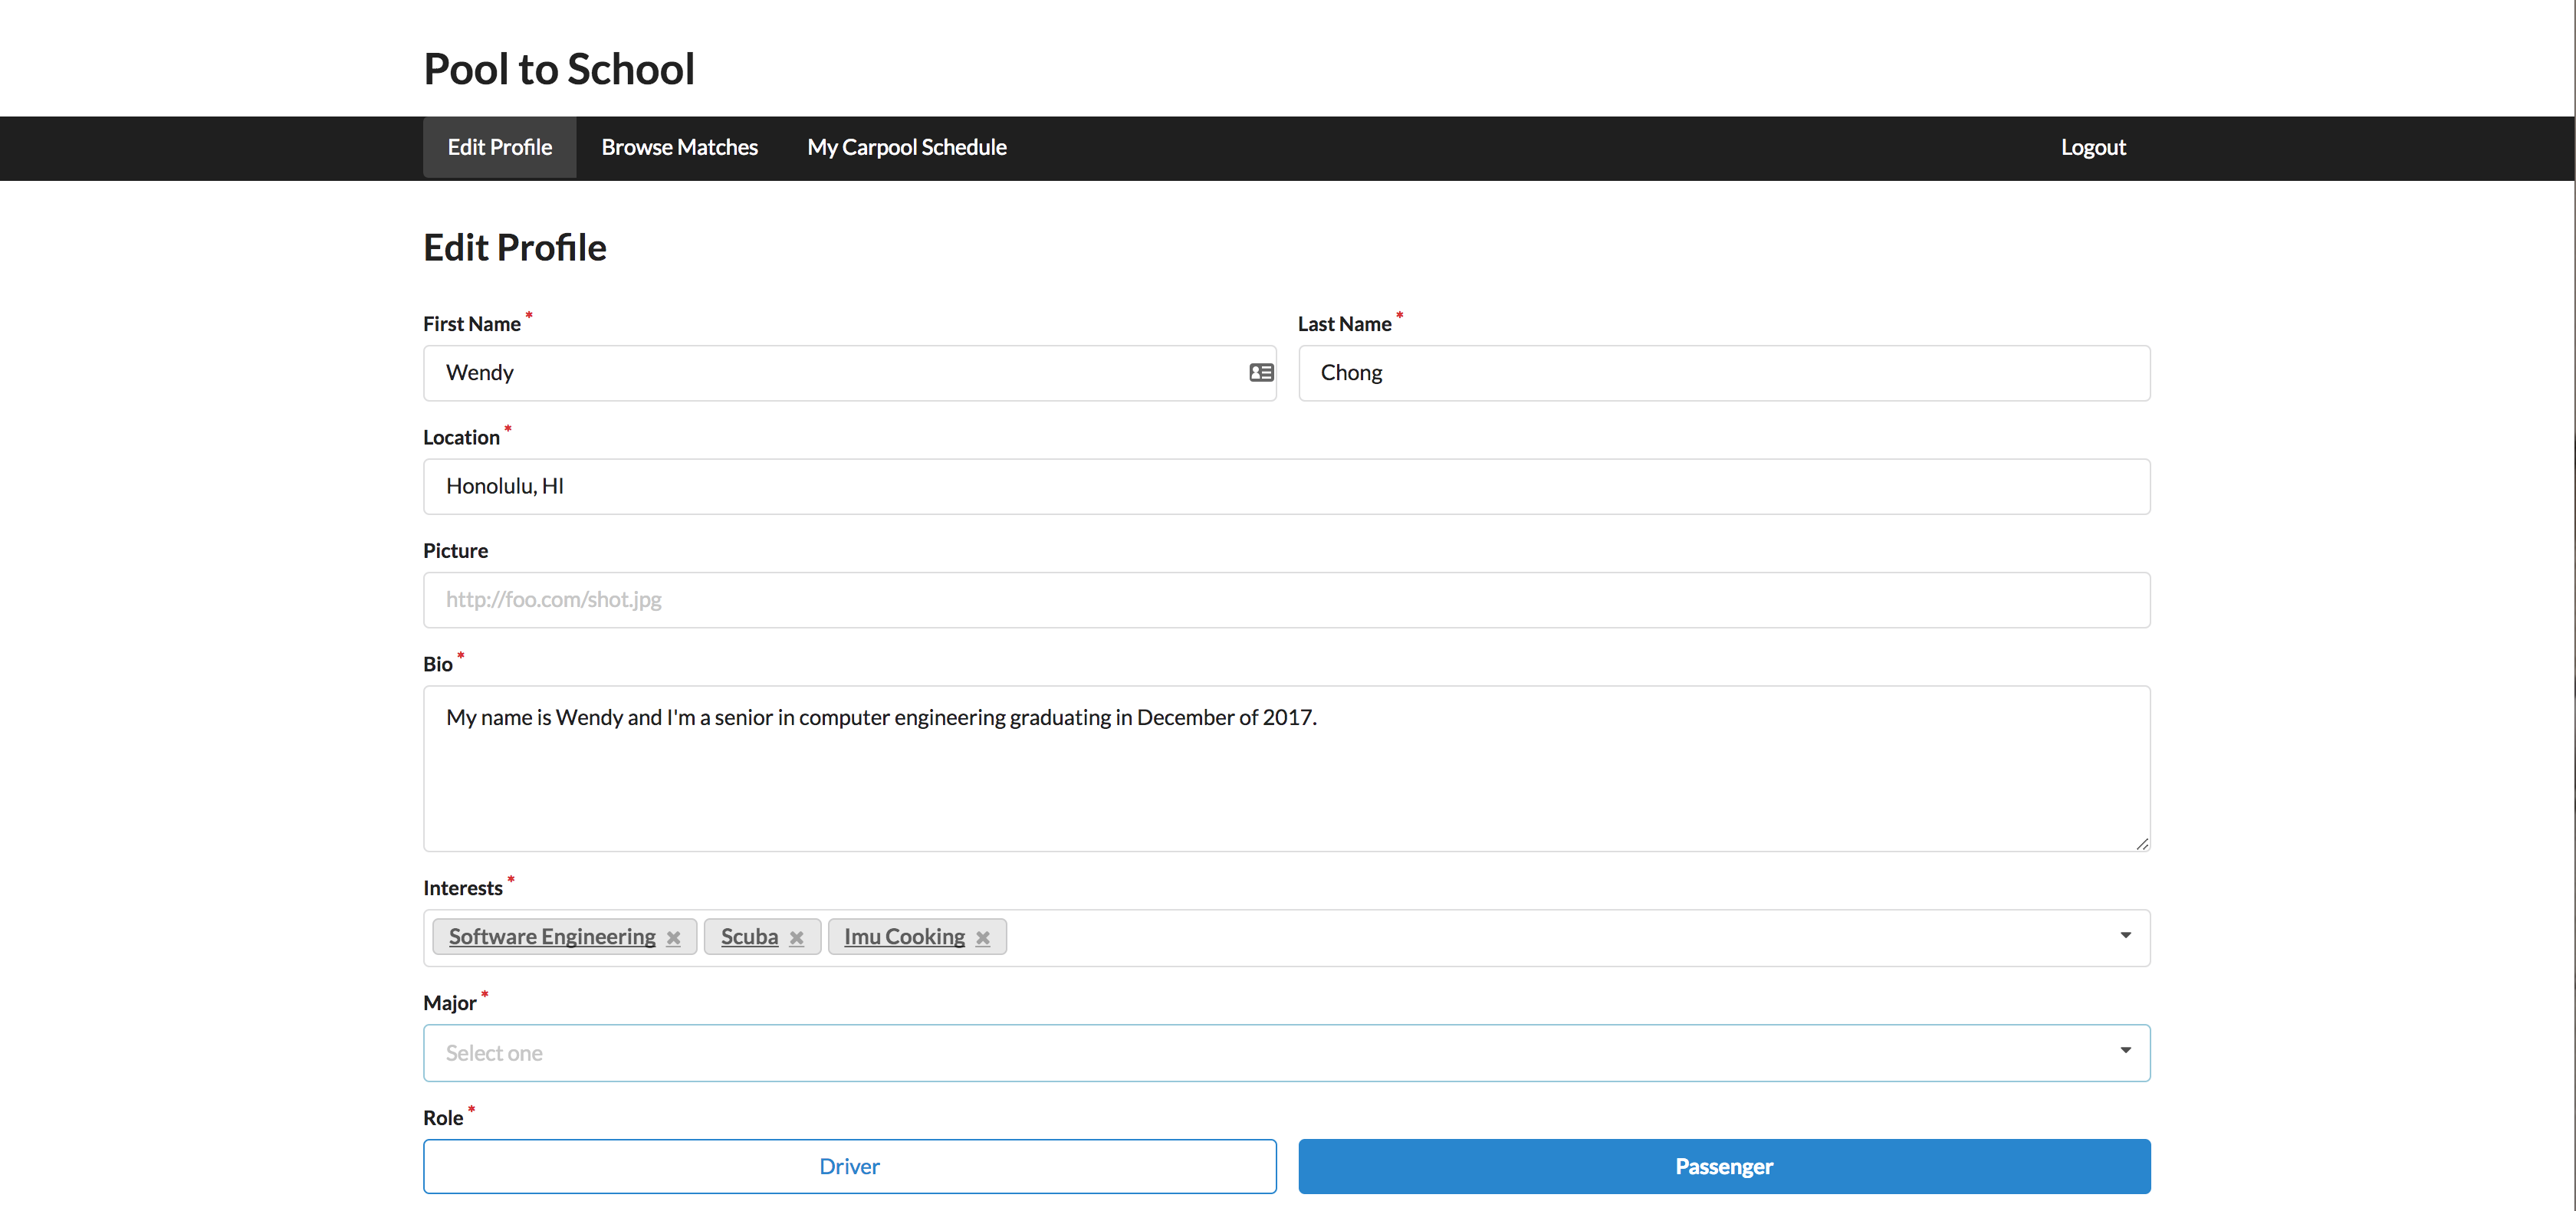 Pool to School
Edit Profile Browse Matches My Carpool Schedule Logout
Edit Profile
First Name * Last Name *
Wendy Chong
Location *
Honolulu, HI
Picture
http://foo.com/shot.jpg
Bio *
My name is Wendy and I'm a senior in computer engineering graduating in December of 2017.
Interests *
Software Engineering Scuba Imu Cooking
Major *
Select one
Role *
Driver Passenger